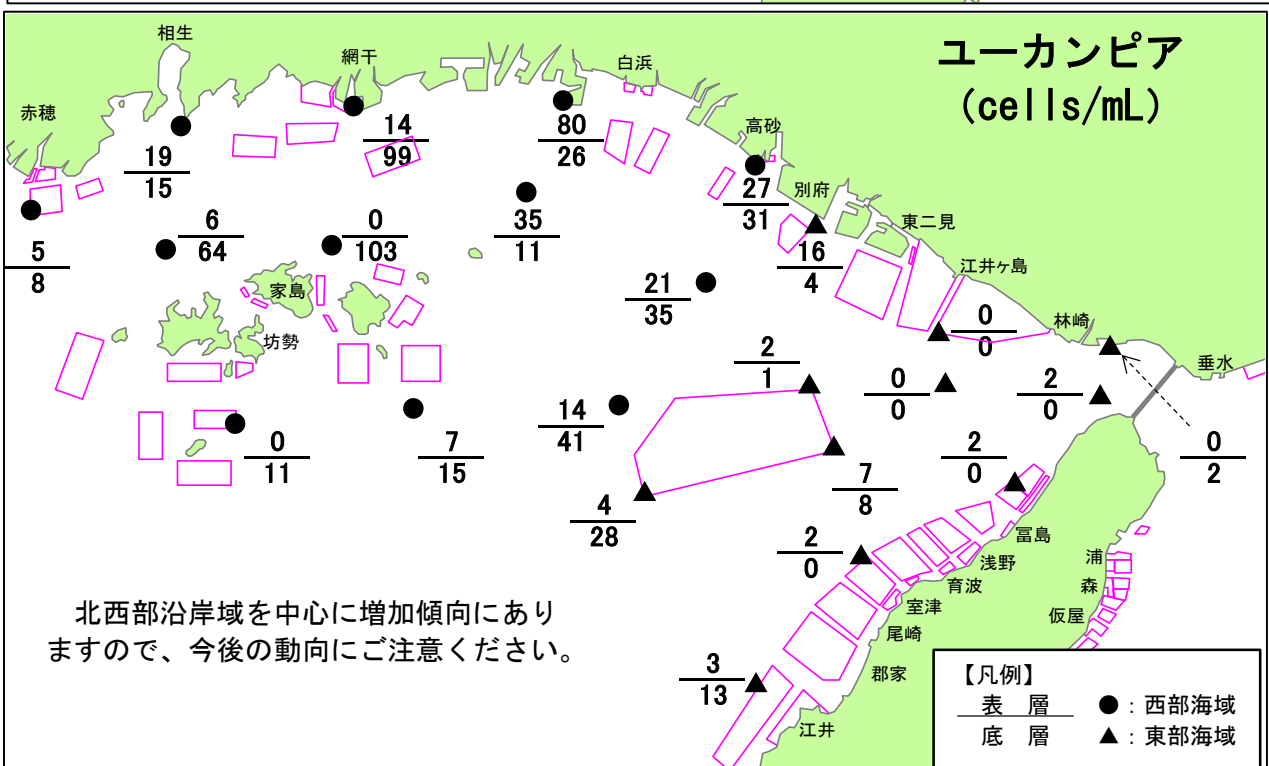 ユーカンピア
(cells/mL)
相生
網干
白浜
赤穂
高砂
別府
東二見
江井ヶ島
林崎
垂水
家島
坊勢
富島
浅野
育波
室津
尾崎
郡家
江井
浦
森
仮屋
19
15
14
99
80
26
27
31
5
8
6
64
0
103
35
11
16
4
21
35
0
0
2
1
0
0
2
0
0
2
14
41
0
11
7
15
2
0
7
8
4
28
2
0
3
13
北西部沿岸域を中心に増加傾向にあり
ますので、今後の動向にご注意ください。
【凡例】
表 層 ●:西部海域
底 層 ▲:東部海域